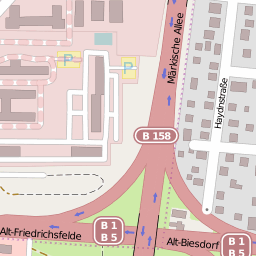 Märkische Allee
P
P
Haydnstraße
B 158
Alt-Friedrichsfelde
B 1
B 5
B 1
B 5
Alt-Biesdorf